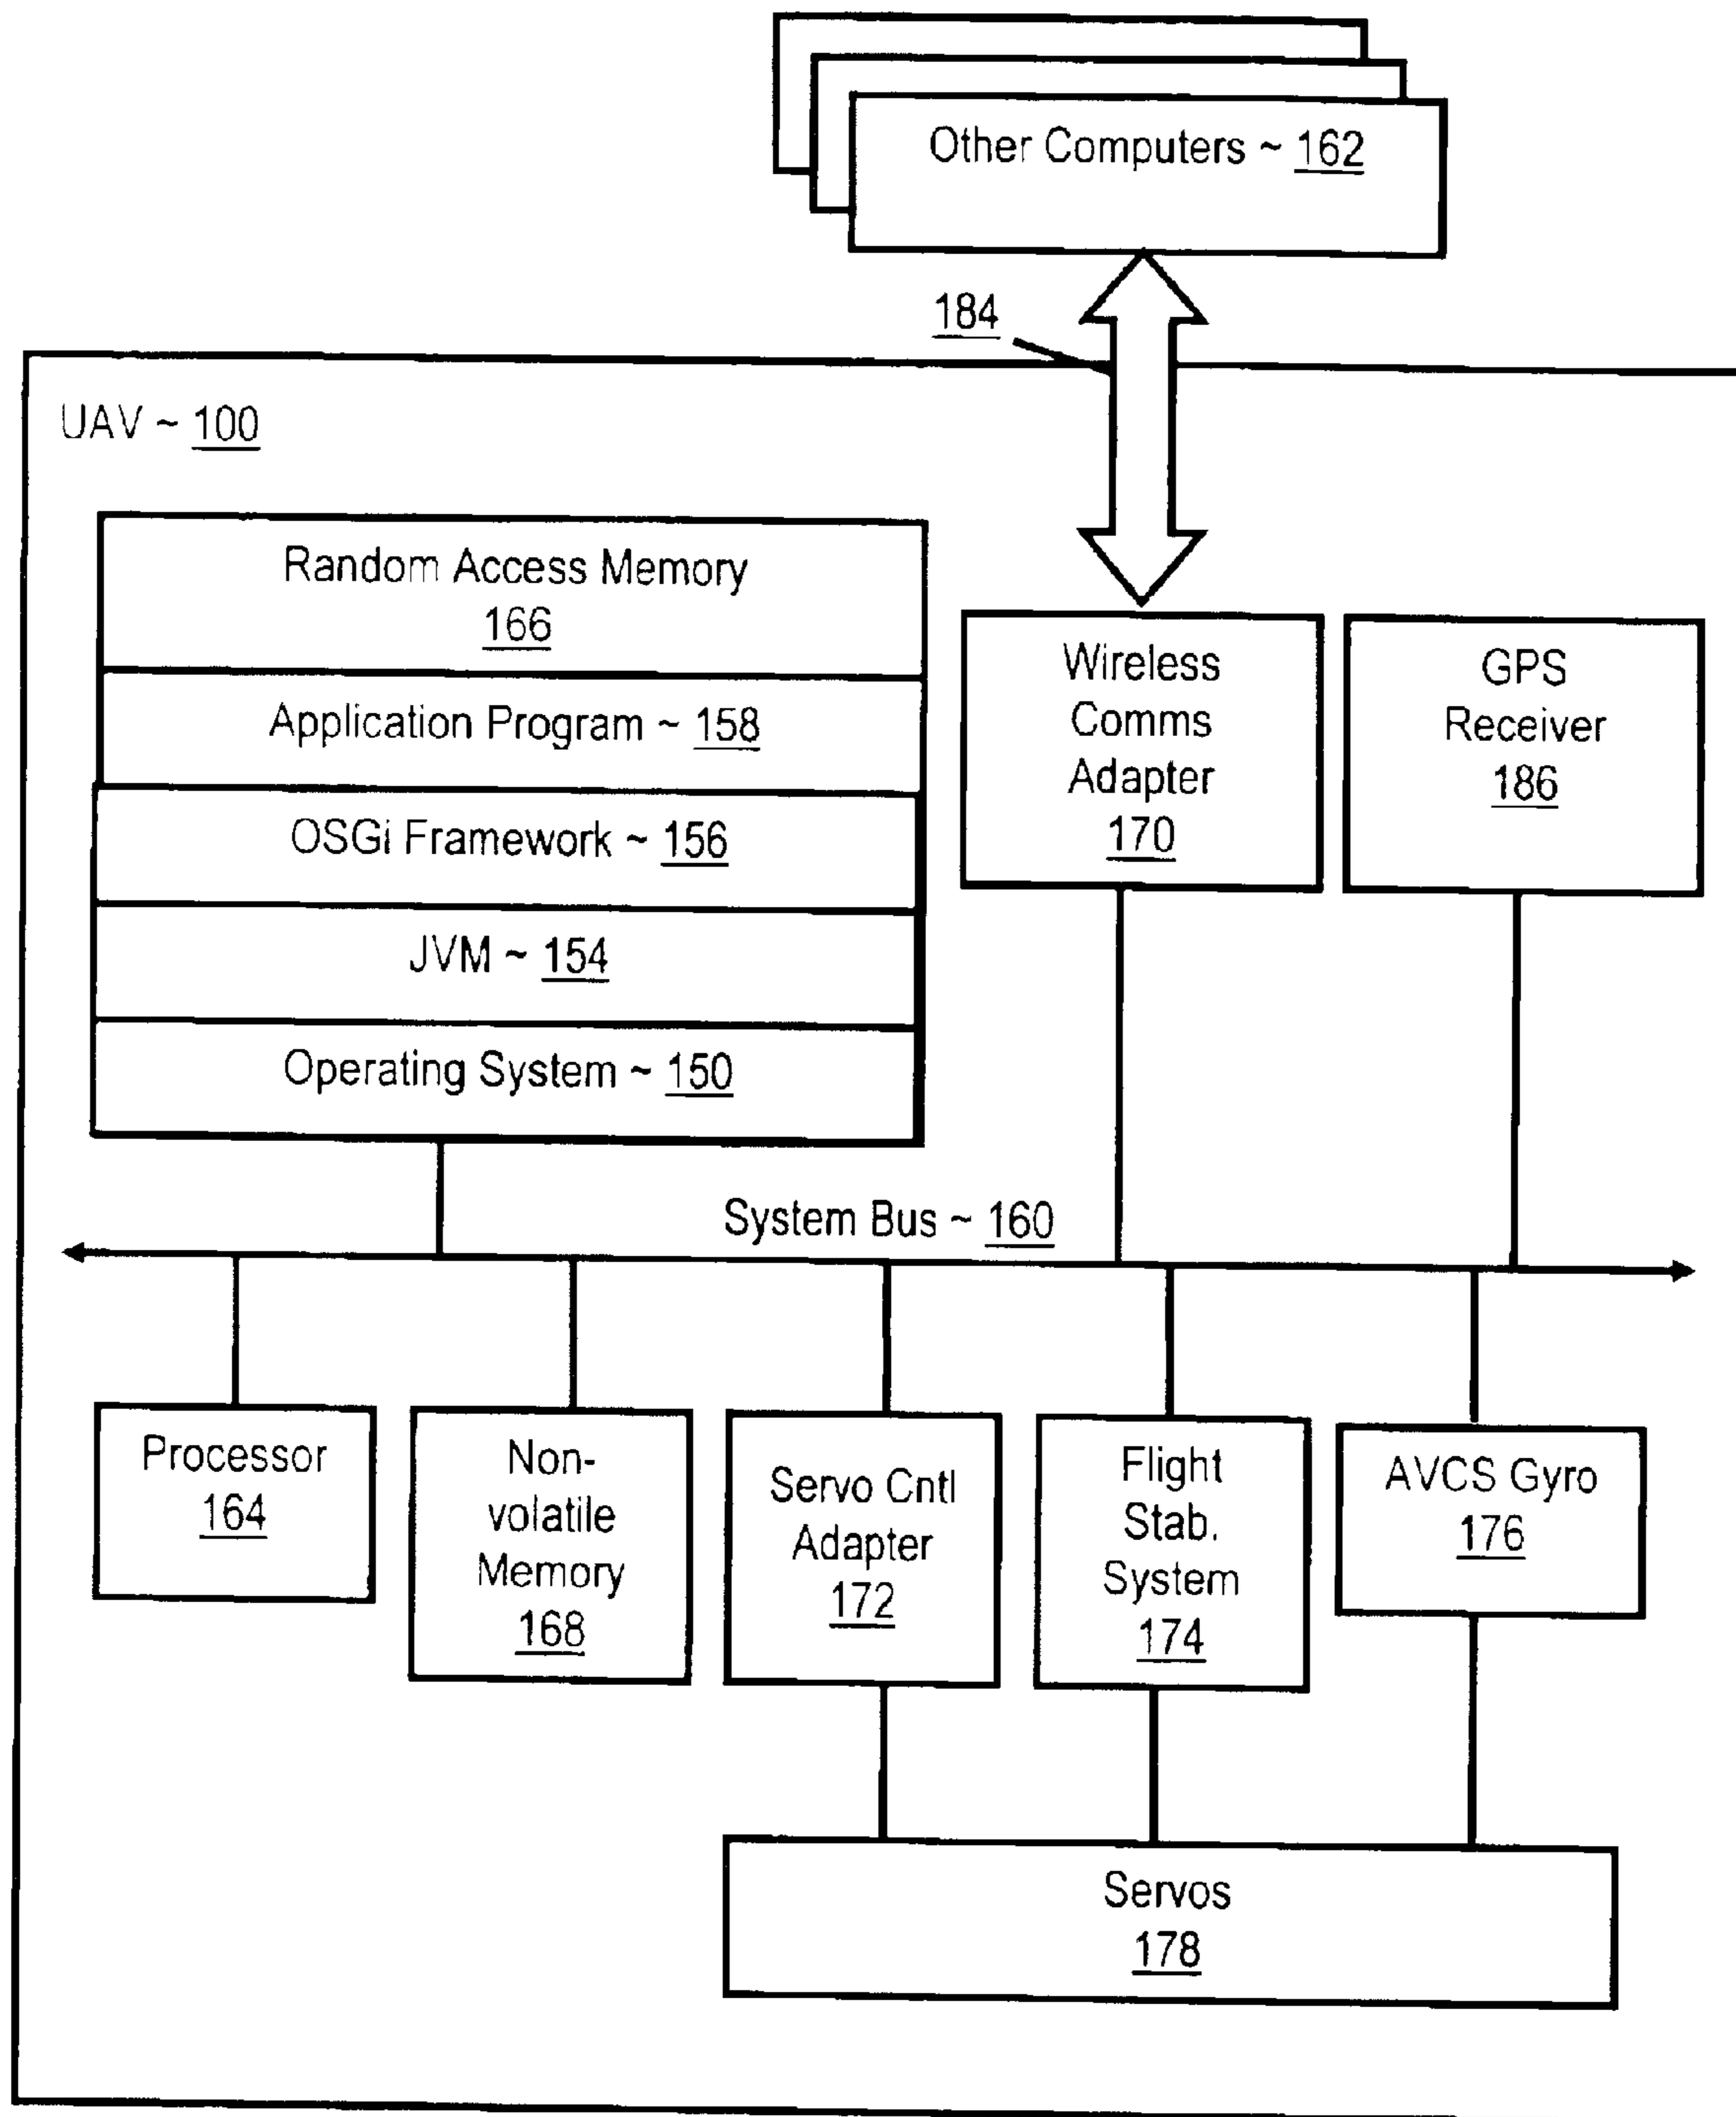 Other Computers ~ 162
184
UAV ~ 100
Random Access Memory
166
Application Program ~ 158
OSGi Framework ~ 156
JVM ~ 154
Operating System ~ 150
Wireless
Comms
Adapter
170
GPS
Receiver
186
System Bus ~ 160
Processor
164
Non-
volatile
Memory
168
Servo Cntl
Adapter
172
Flight
Stab.
System
174
AVCS Gyro
176
Servos
178